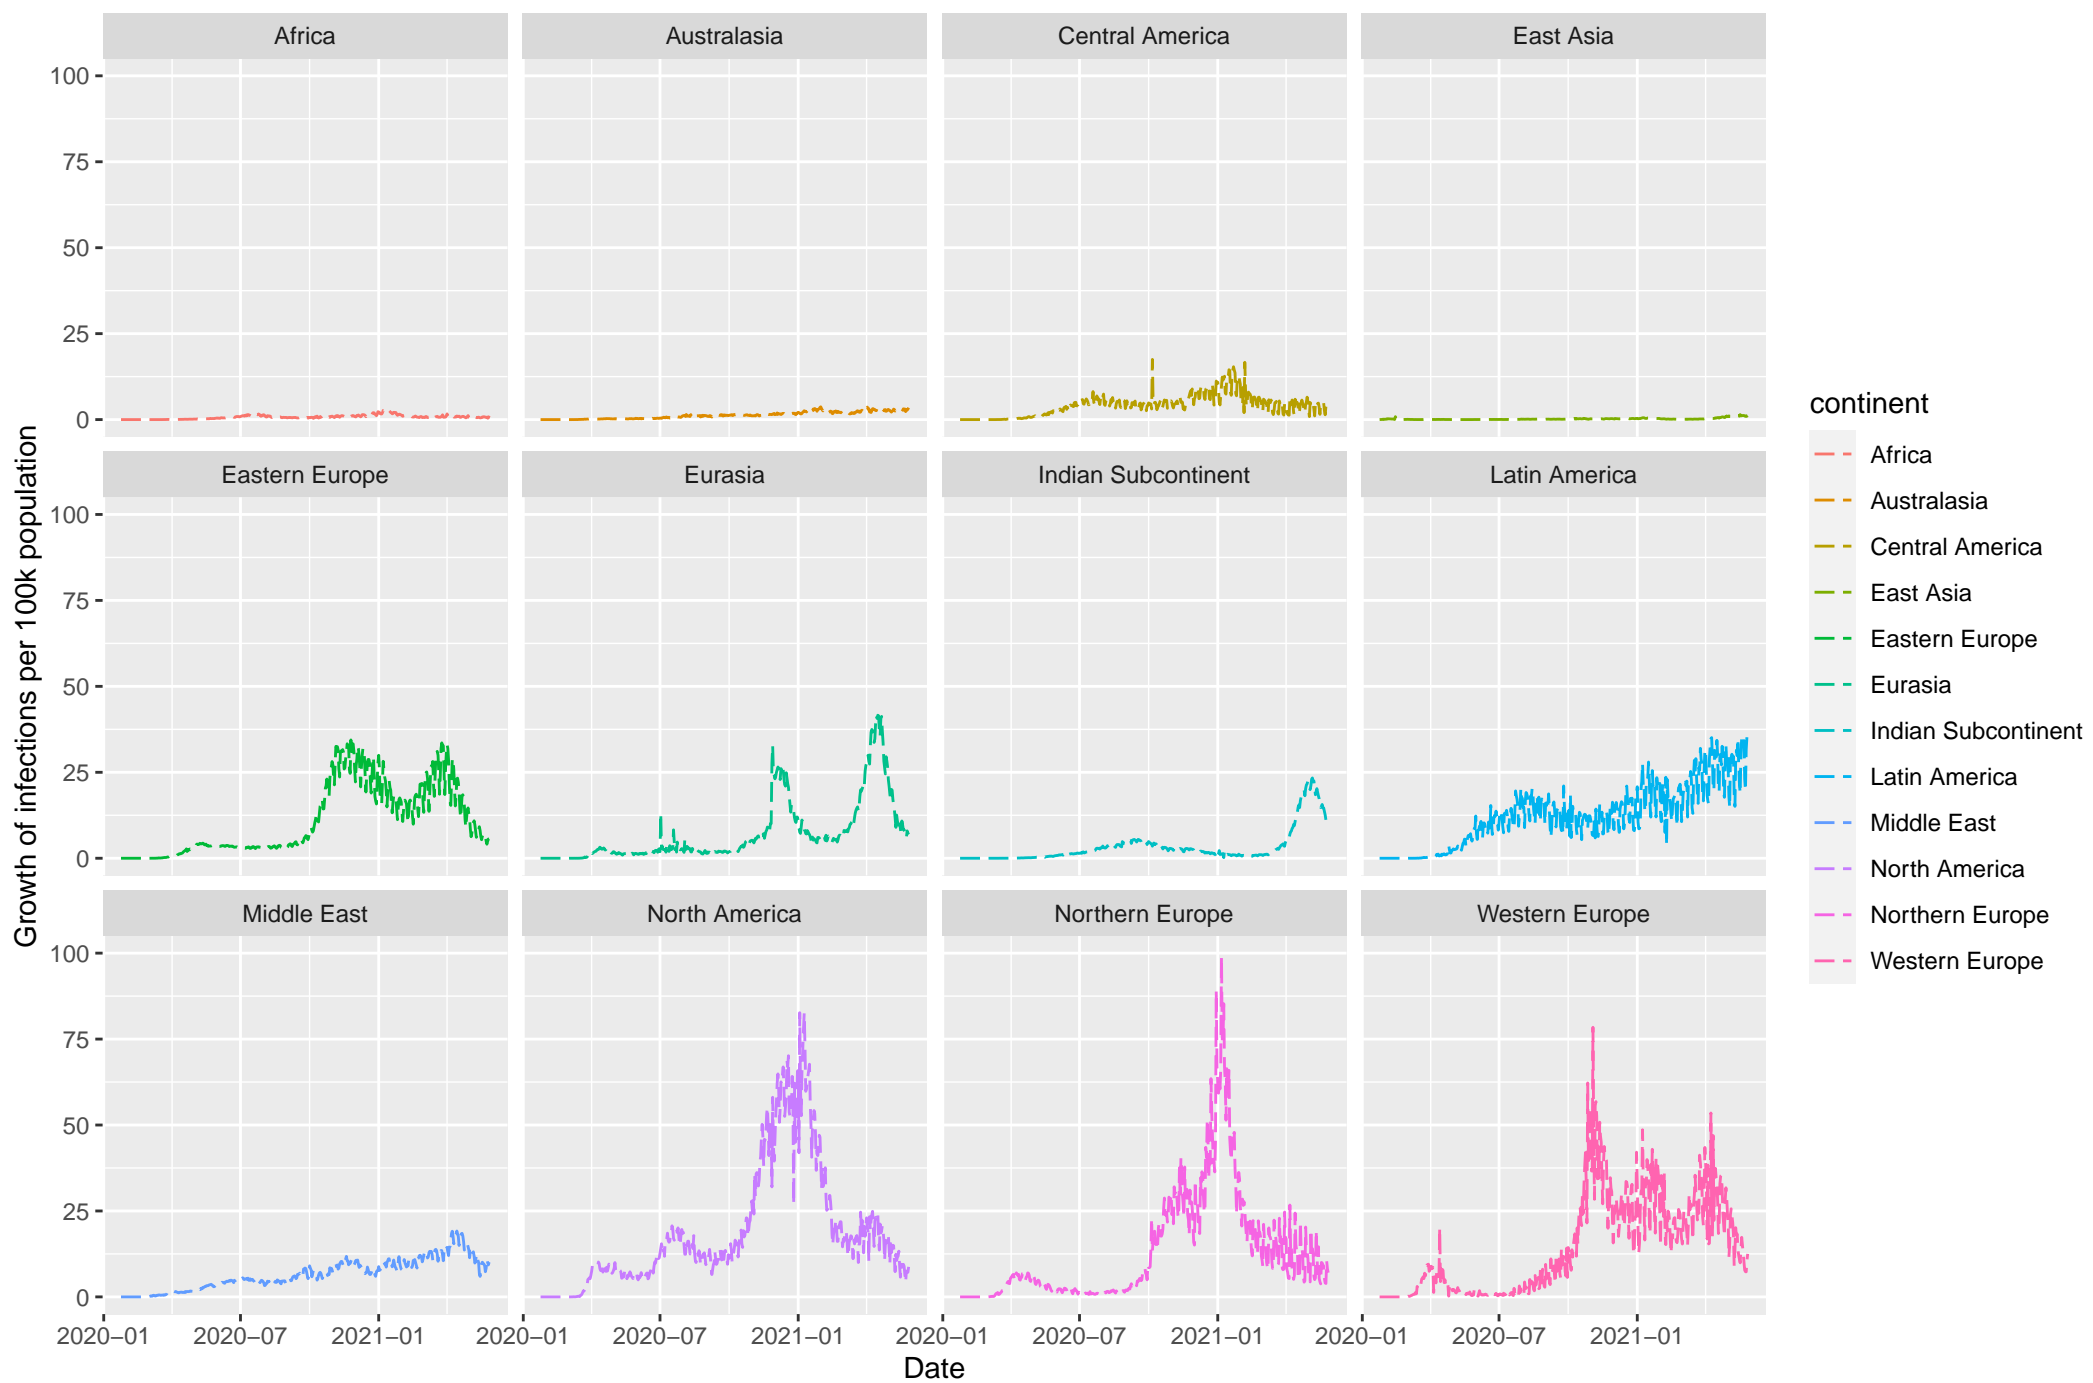 Africa
Australasia
Central America
East Asia
100
75
50
25
0
Eastern Europe
Eurasia
Indian Subcontinent
Latin America
100
75
50
25
0
Middle East
North America
Northern Europe
Western Europe
100
75
50
25
0
2020–01
2020–07
2021–01
2020–01
2020–07
2021–01
2020–01
2020–07
2021–01
2020–01
2020–07
2021–01
Date
Growth of infections per 100k population
continent
Africa
Australasia
Central America
East Asia
Eastern Europe
Eurasia
Indian Subcontinent
Latin America
Middle East
North America
Northern Europe
Western Europe